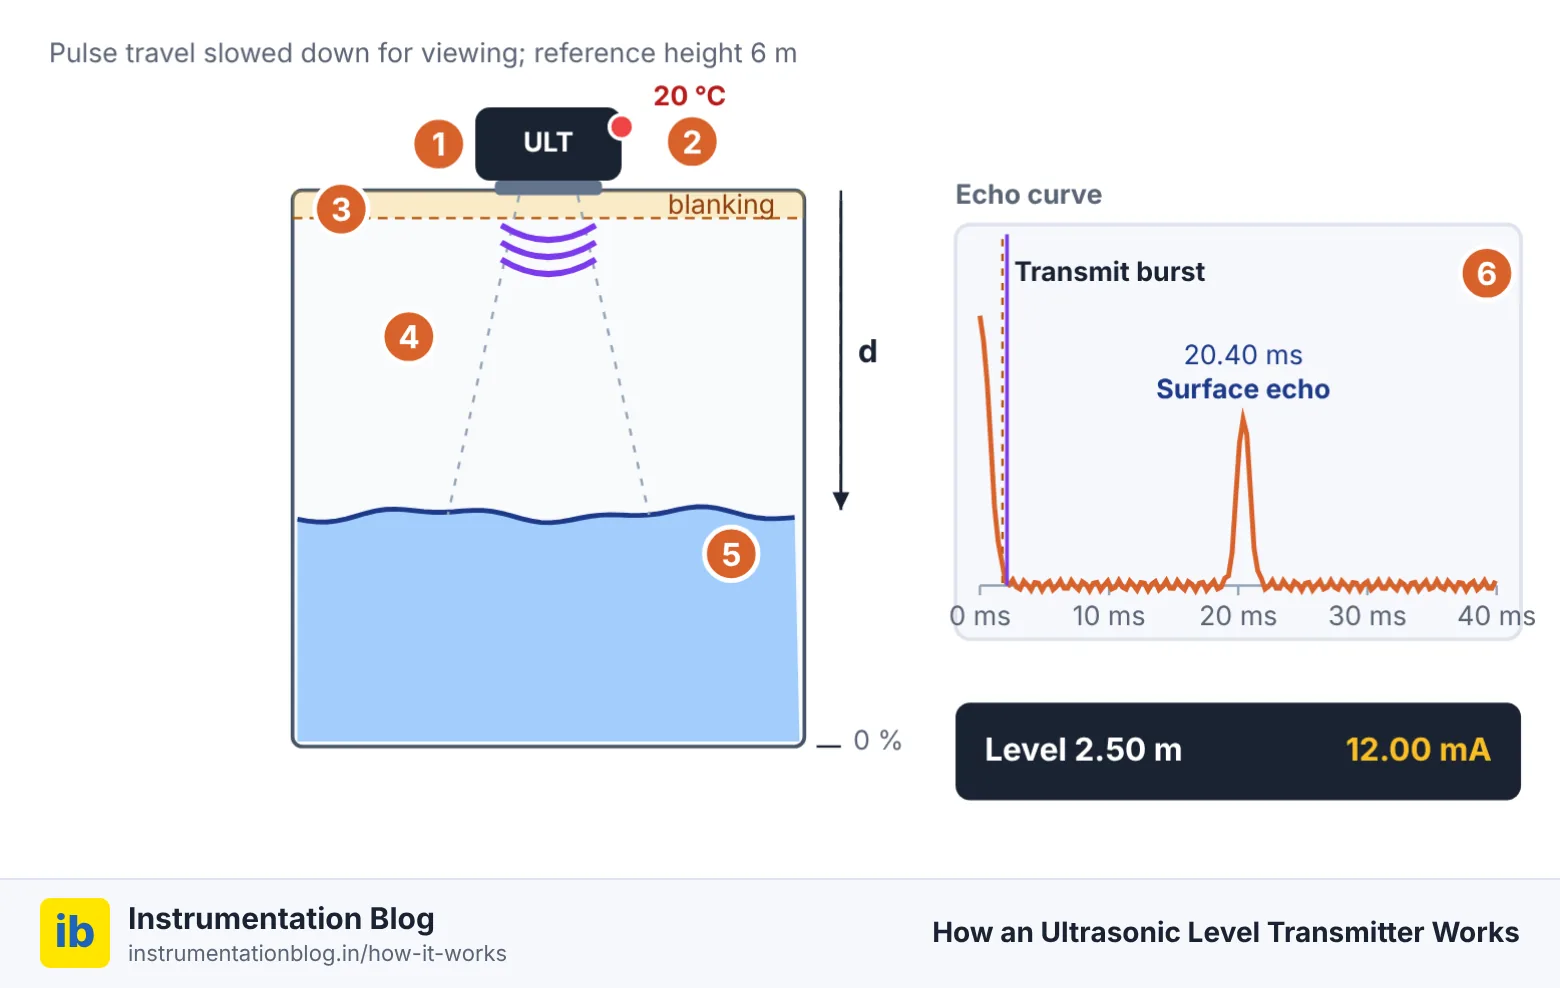 Pulse travel slowed down for viewing; reference height 6 m
20 °C
1
ULT
2
3
blanking
4
d
5
0 %
Echo curve
Transmit burst
6
20.40 ms
Surface echo
0 ms 10 ms 20 ms 30 ms 40 ms
Level 2.50 m 12.00 mA
ib
Instrumentation Blog
instrumentationblog.in/how-it-works
How an Ultrasonic Level Transmitter Works